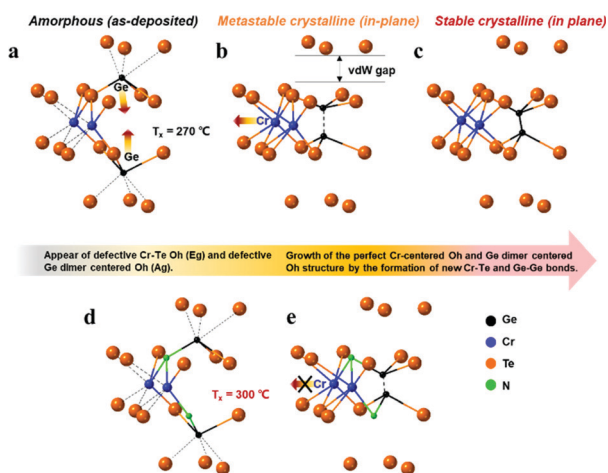 Amorphous (as-deposited)
Metastable crystalline (in-plane)
Stable crystalline (in plane)
a
b
c
Ge
Ge
Tx = 270 ℃
vdW gap
Cr
Appear of defective Cr-Te Oh (Eg) and defective
Ge dimer centered Oh (Ag).
Growth of the perfect Cr-centered Oh and Ge dimer centered
Oh structure by the formation of new Cr-Te and Ge-Ge bonds.
d
e
Tx = 300 ℃
Cr
Ge
Cr
Te
N